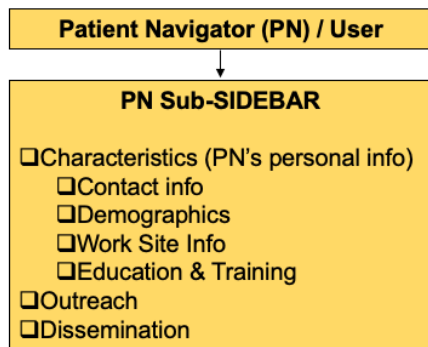 Patient Navigator (PN) / User
PN Sub-SIDEBAR
❑Characteristics (PN's personal info)
❑Contact info
❑Demographics
❑Work Site Info
❑Education & Training
❑Outreach
❑Dissemination